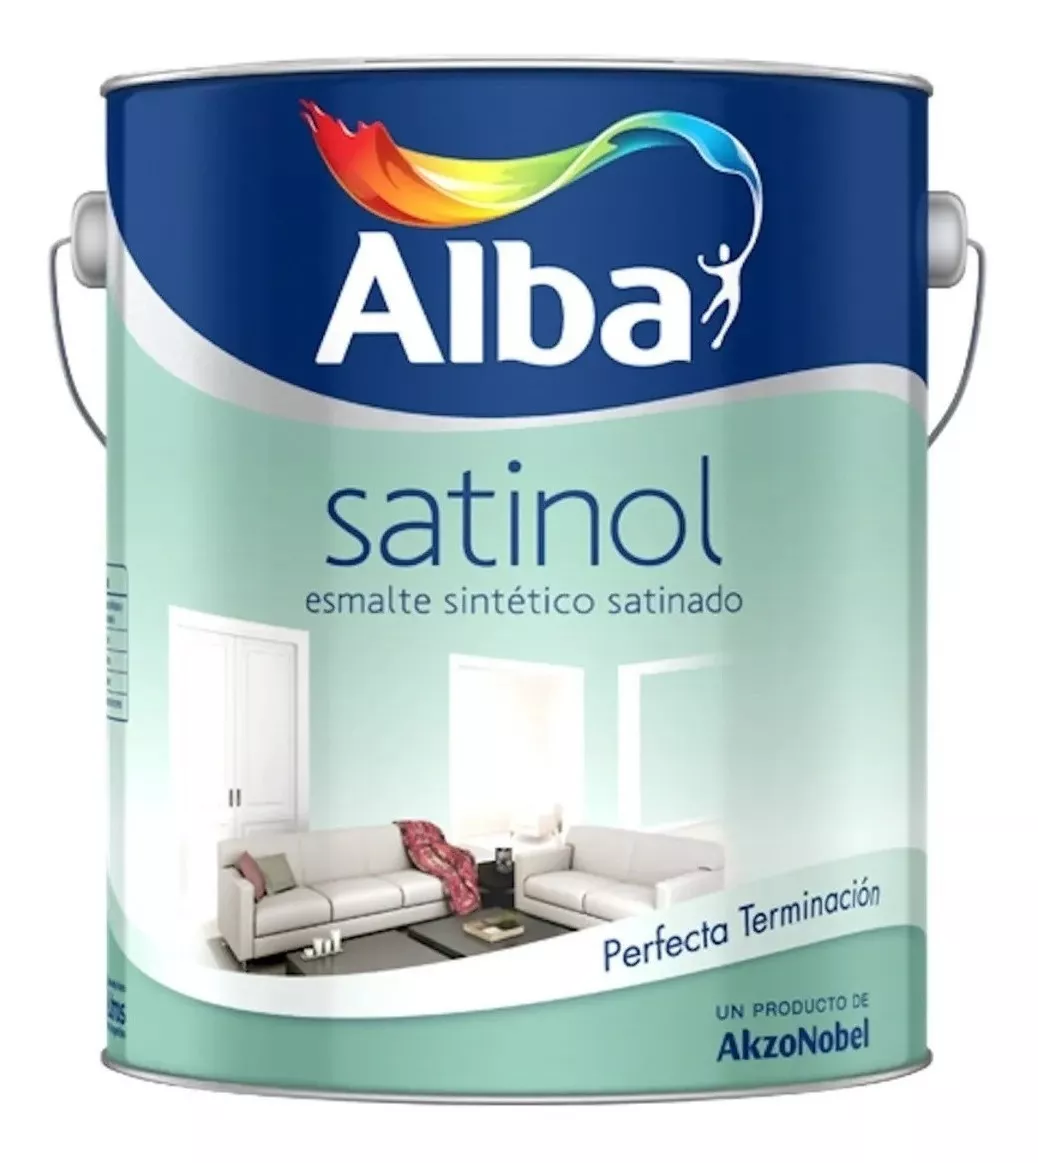 Alba
satinol
esmalte sintético satinado
Perfecta Terminación
UN PRODUCTO DE
AkzoNobel